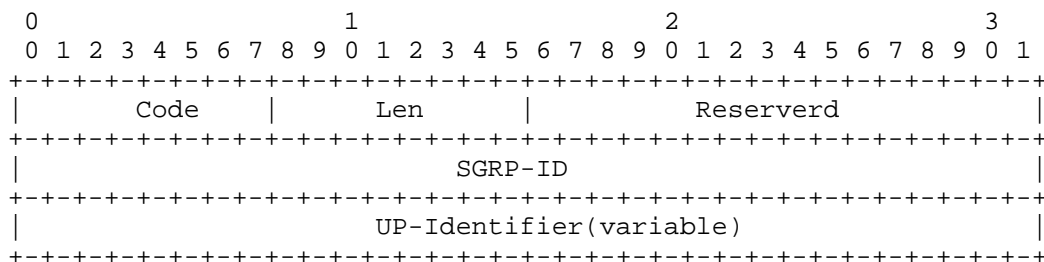 0                   1                   2                   3
0 1 2 3 4 5 6 7 8 9 0 1 2 3 4 5 6 7 8 9 0 1 2 3 4 5 6 7 8 9 0 1
+-+-+-+-+-+-+-+-+-+-+-+-+-+-+-+-+-+-+-+-+-+-+-+-+-+-+-+-+-+-+-+-+
|     Code      |      Len      |          Reserverd            |
+-+-+-+-+-+-+-+-+-+-+-+-+-+-+-+-+-+-+-+-+-+-+-+-+-+-+-+-+-+-+-+-+
|                           SGRP-ID                             |
+-+-+-+-+-+-+-+-+-+-+-+-+-+-+-+-+-+-+-+-+-+-+-+-+-+-+-+-+-+-+-+-+
|                      UP-Identifier(variable)                  |
+-+-+-+-+-+-+-+-+-+-+-+-+-+-+-+-+-+-+-+-+-+-+-+-+-+-+-+-+-+-+-+-+